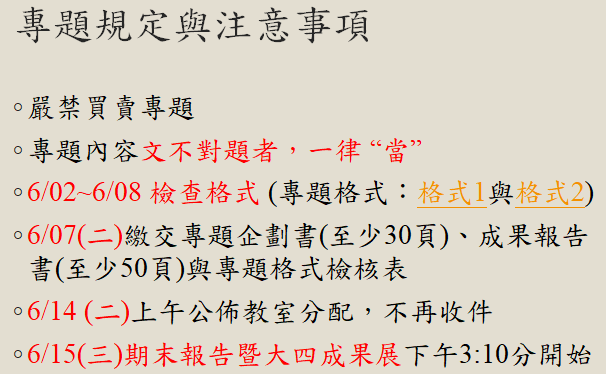 專題規定與注意事項
◦嚴禁買賣專題
◦專題內容文不對題者，一律 “當”
◦6/02~6/08 檢查格式 (專題格式：格式1與格式2)
◦6/07(二)繳交專題企劃書(至少30頁)、成果報告
書(至少50頁)與專題格式檢核表
◦6/14 (二)上午公佈教室分配，不再收件
◦6/15(三)期末報告暨大四成果展下午3:10分開始